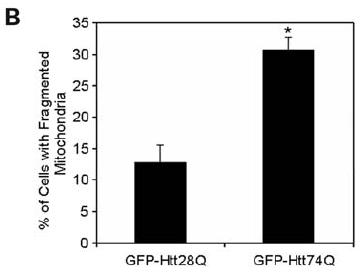 B
35
30
25
20
15
10
5
0
% of Cells with Fragmented
Mitochondria
*
GFP-Htt28Q
GFP-Htt74Q